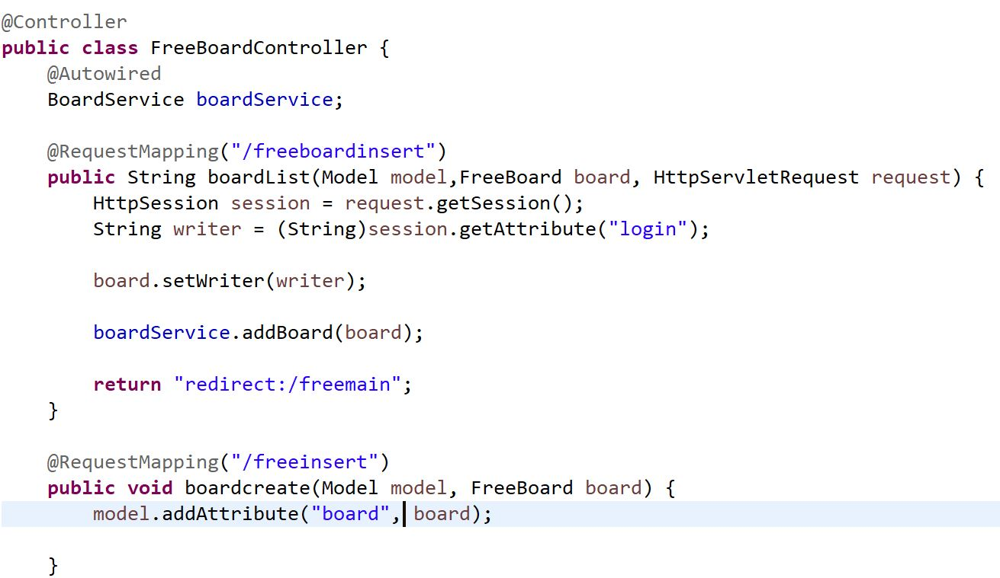 @Controller
public class FreeBoardController {
    @Autowired
    BoardService boardService;
    @RequestMapping("/freeboardinsert")
    public String boardList(Model model,FreeBoard board, HttpServletRequest request) {
        HttpSession session = request.getSession();
        String writer = (String)session.getAttribute("login");
        board.setWriter(writer);
        boardService.addBoard(board);
        return "redirect:/freemain";
    }
    @RequestMapping("/freeinsert")
    public void boardcreate(Model model, FreeBoard board) {
        model.addAttribute("board", board);
    }